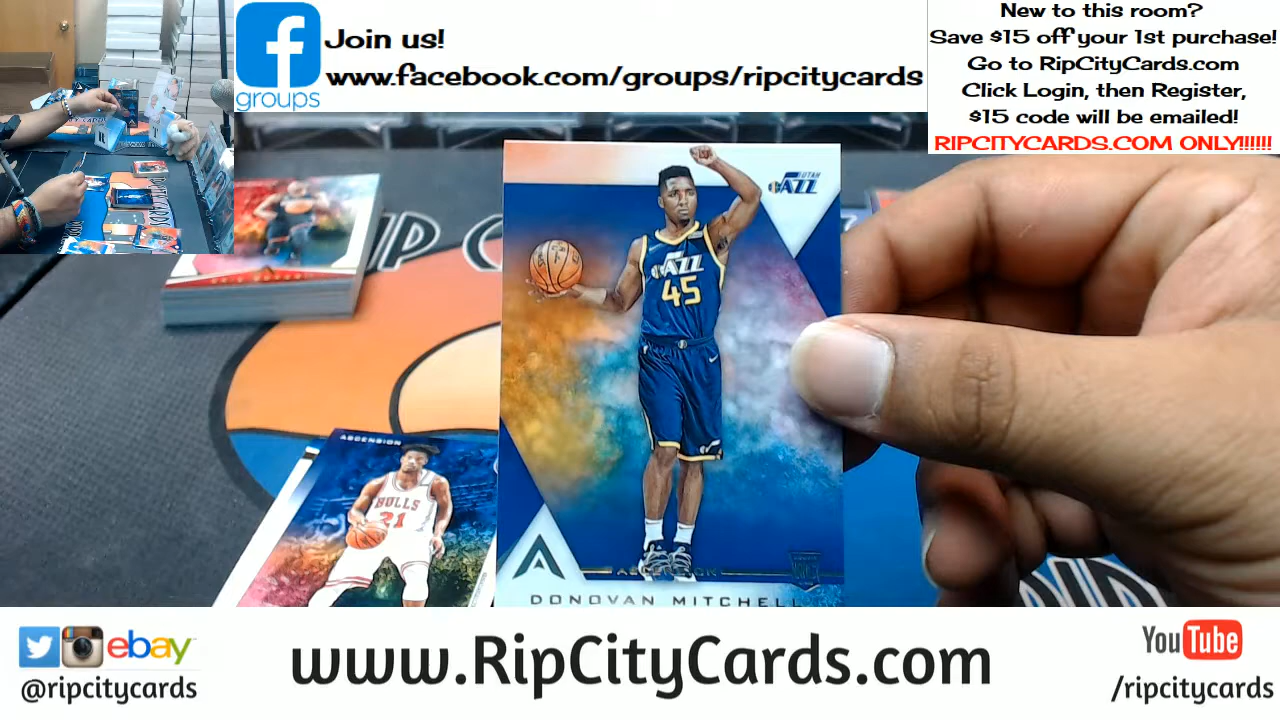 Join us!
www.facebook.com/groups/ripcitycards
groups
New to this room?
Save $15 off your 1st purchase!
Go to RipCityCards.com
Click Login, then Register,
$15 code will be emailed!
RIPCITYCARDS.COM ONLY!!!!!!
UTAH
JAZZ
JAZZ
45
ASCENSION
DONOVAN MITCHELL
ASCENSION
BULLS
21
ebay
@ripcitycards
www.RipCityCards.com
YouTube
/ripcitycards